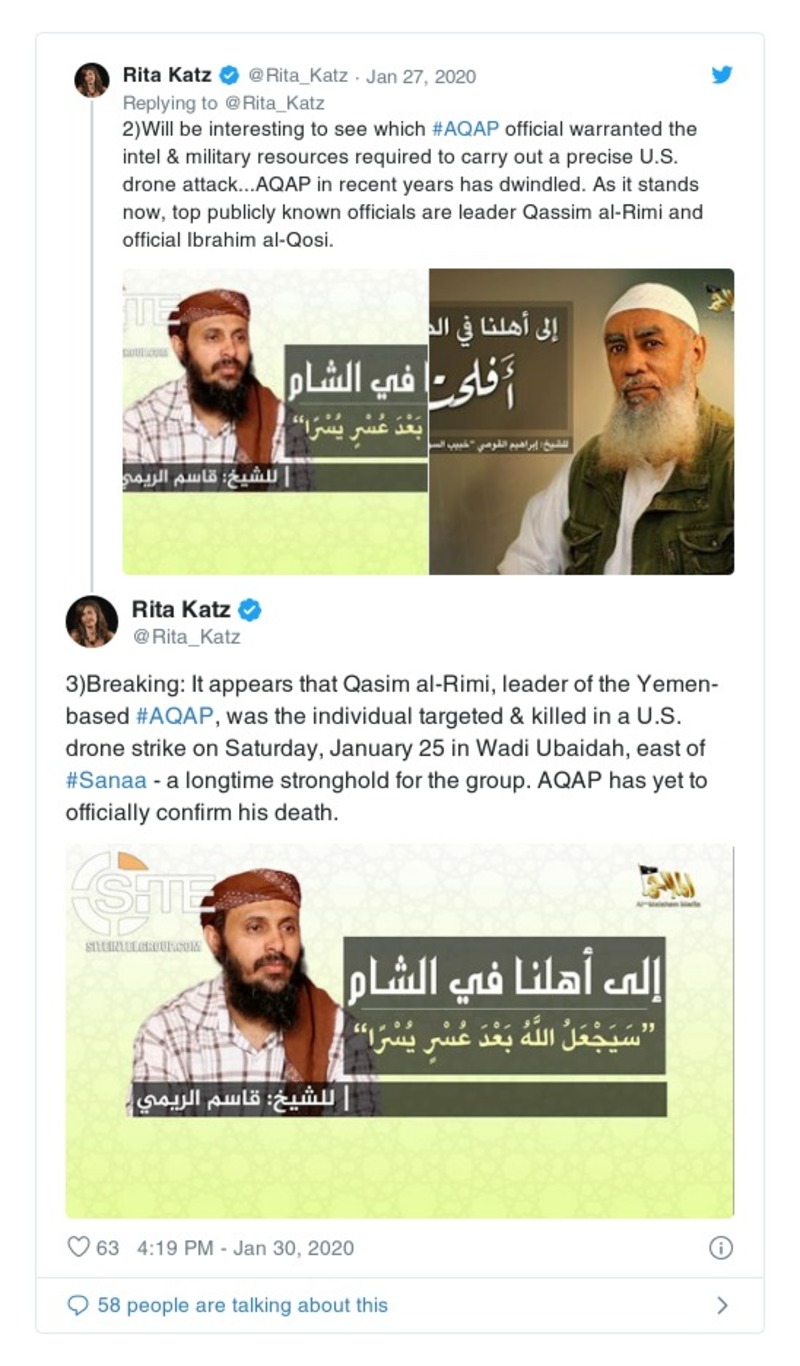 Rita Katz @Rita_Katz · Jan 27, 2020
Replying to @Rita_Katz
2)Will be interesting to see which #AQAP official warranted the
intel & military resources required to carry out a precise U.S.
drone attack...AQAP in recent years has dwindled. As it stands
now, top publicly known officials are leader Qassim al-Rimi and
official Ibrahim al-Qosi.
ITE
في الشام
بَعْدَ عُسْرٍ يُسْرًا“
للشيخ: قاسم الريمي |
إلى أهلنا في
أَفلحت
للشيخ: إبراهيم القوصي "خبيب
Rita Katz
@Rita_Katz
3)Breaking: It appears that Qasim al-Rimi, leader of the Yemen-
based #AQAP, was the individual targeted & killed in a U.S.
drone strike on Saturday, January 25 in Wadi Ubaidah, east of
#Sanaa - a longtime stronghold for the group. AQAP has yet to
officially confirm his death.
SITE
SITEINTELGROUP.COM
إلى أهلنا في الشام
”سَيَجْعَلُ اللَّهُ بَعْدَ عُسْرٍ يُسْرًا“
للشيخ: قاسم الريمي |
63 4:19 PM - Jan 30, 2020
58 people are talking about this